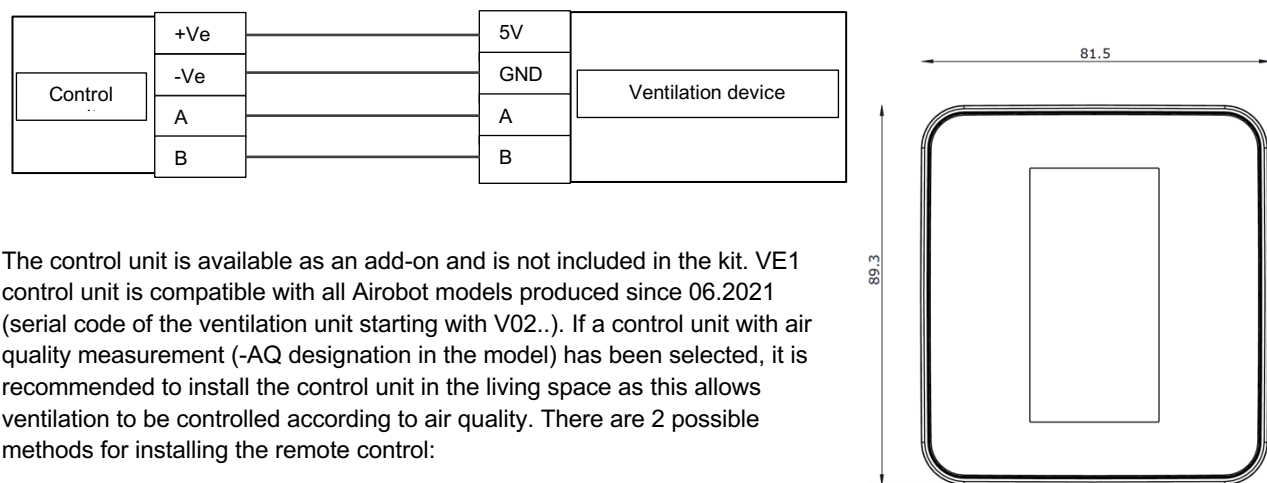 +Ve
5V
-Ve
GND
Control
Ventilation device
A
A
B
B
81.5
89.3
The control unit is available as an add-on and is not included in the kit. VE1
control unit is compatible with all Airobot models produced since 06.2021
(serial code of the ventilation unit starting with V02..). If a control unit with air
quality measurement (-AQ designation in the model) has been selected, it is
recommended to install the control unit in the living space as this allows
ventilation to be controlled according to air quality. There are 2 possible
methods for installing the remote control: